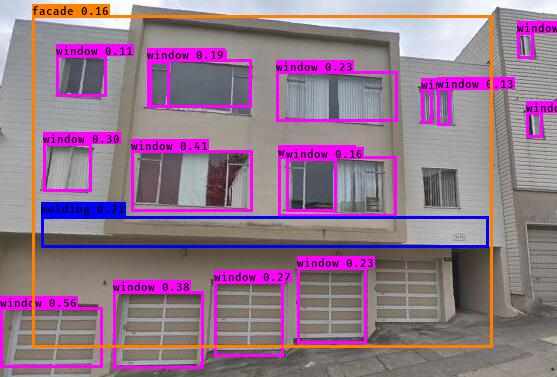 facade 0.16
window 0.11
window 0.19
window 0.23
window 0.13
window 0.30
window 0.41
window 0.16
molding 0.21
window 0.56
window 0.38
window 0.27
window 0.23